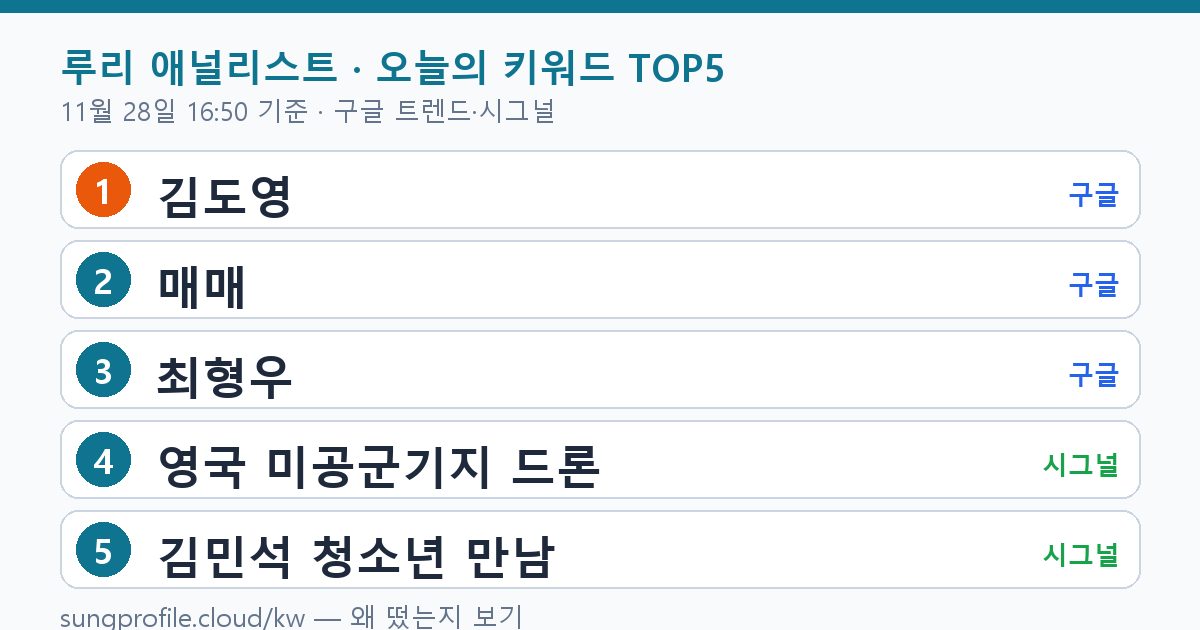 루리 애널리스트 · 오늘의 키워드 TOP5
11월 28일 16:50 기준 · 구글 트렌드·시그널
1 김도영 구글
2 매매 구글
3 최형우 구글
4 영국 미공군기지 드론 시그널
5 김민석 청소년 만남 시그널
sungprofile.cloud/kw — 왜 떴는지 보기